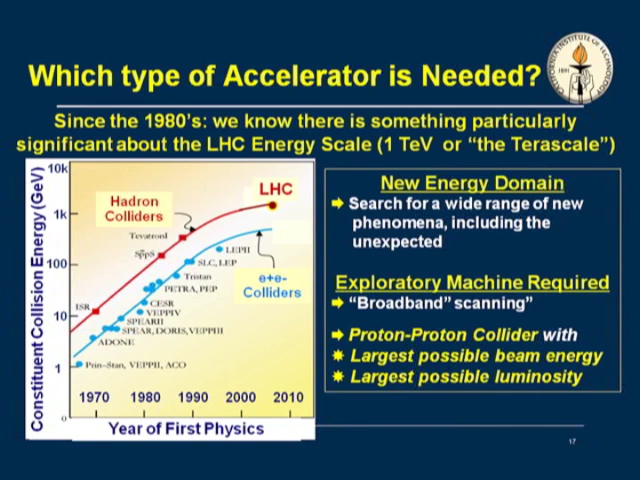 Which type of Accelerator is Needed?
Since the 1980's: we know there is something particularly
significant about the LHC Energy Scale (1 TeV or "the Terascale")
Constituent Collision Energy (GeV)
10k
1k
100
10
1
0
LHC
Hadron
Colliders
Tevatron1
SppS
LEPII
SLC, LEP
Tristan
PETRA, PEP
e+e-
Colliders
ISR
CESR
VEPPIV
SPEARII
SPEAR, DORIS, VEPPIII
ADONE
Prin-Stan, VEPPII, ACO
1970 1980 1990 2000 2010
Year of First Physics
New Energy Domain
Search for a wide range of new
phenomena, including the
unexpected
Exploratory Machine Required
"Broadband" scanning"
Proton-Proton Collider with
Largest possible beam energy
Largest possible luminosity
17